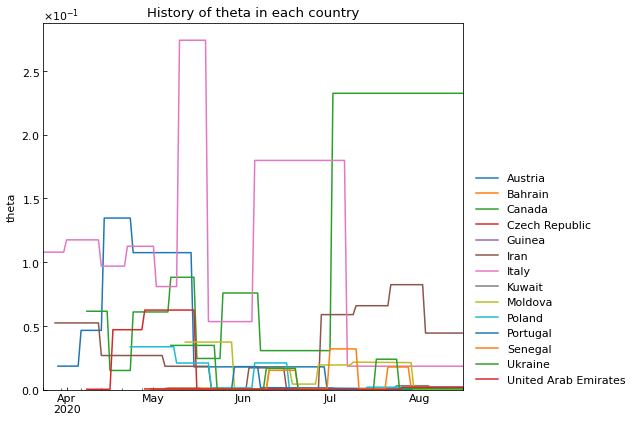 History of theta in each country
×10⁻¹
2.5
2.0
1.5
1.0
0.5
0.0
theta
Apr May Jun Jul Aug
2020
Austria
Bahrain
Canada
Czech Republic
Guinea
Iran
Italy
Kuwait
Moldova
Poland
Portugal
Senegal
Ukraine
United Arab Emirates